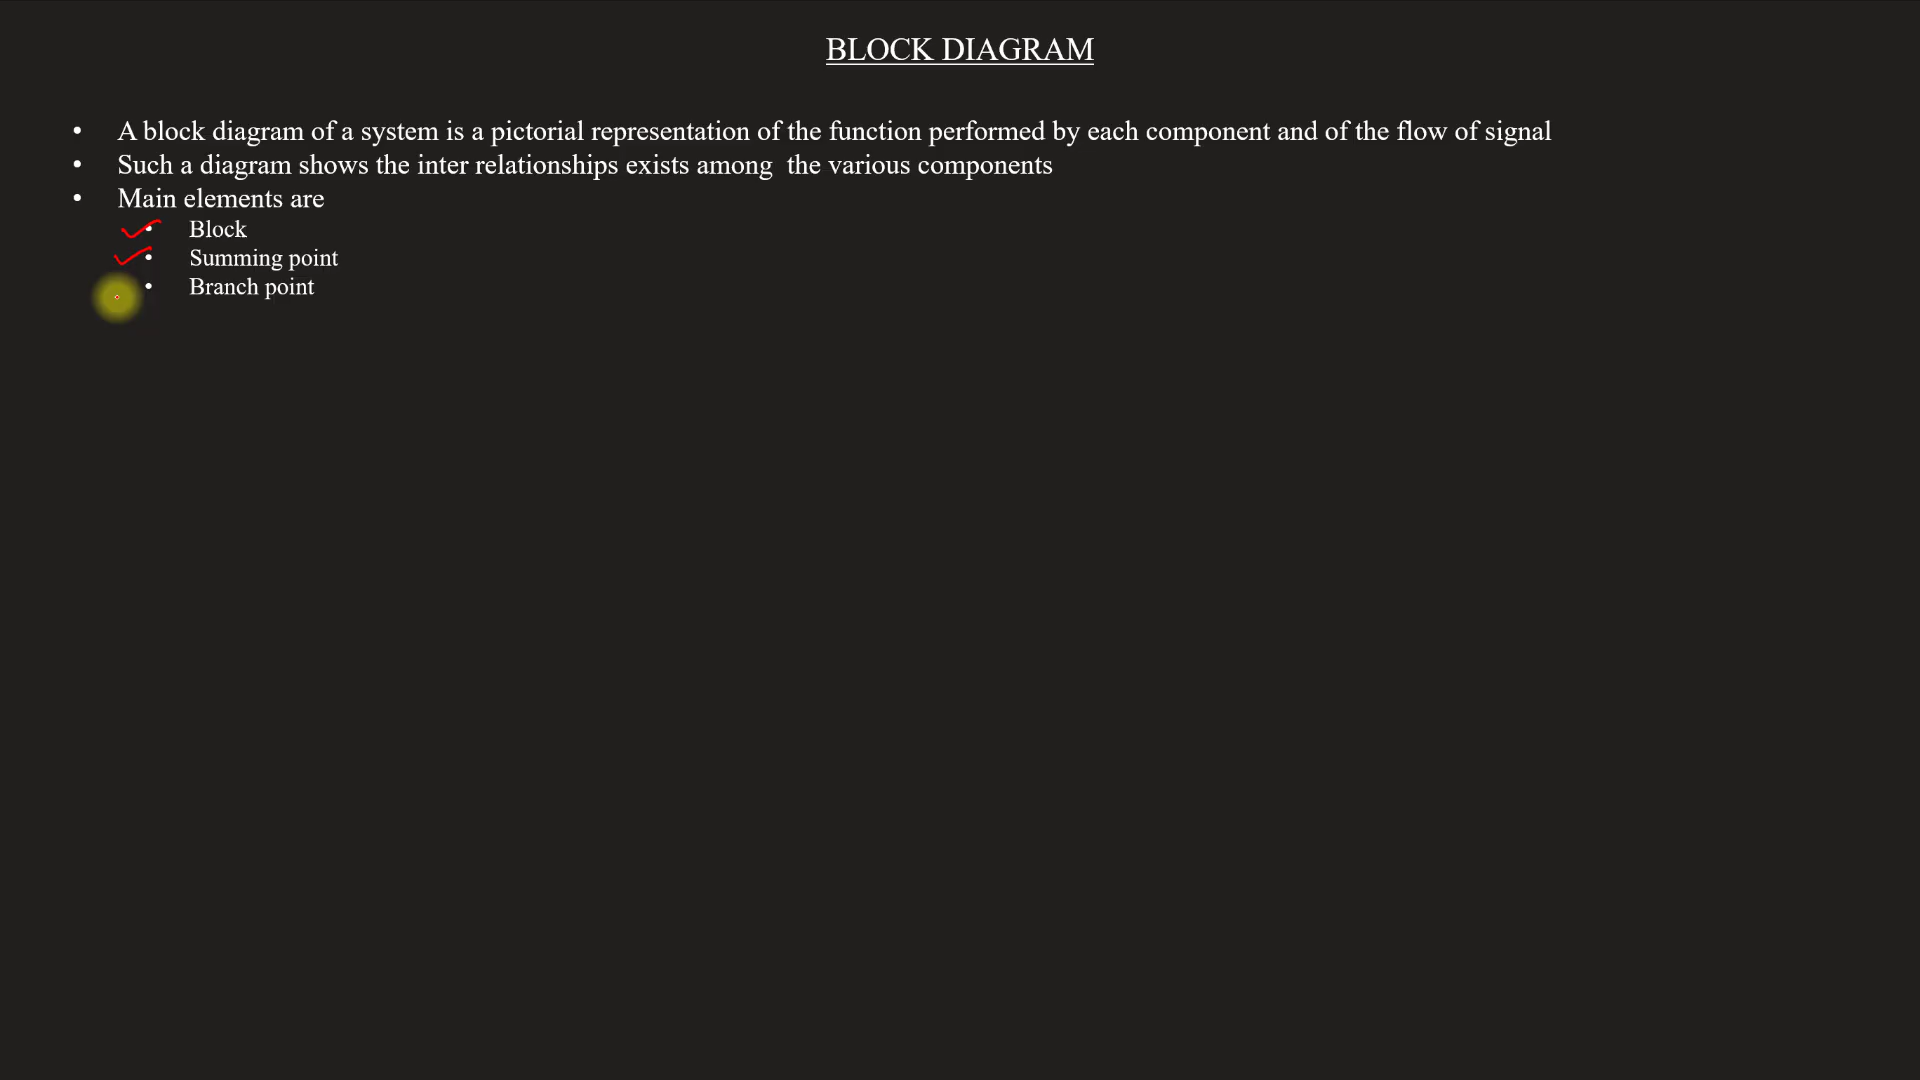 BLOCK DIAGRAM
• A block diagram of a system is a pictorial representation of the function performed by each component and of the flow of signal
• Such a diagram shows the inter relationships exists among  the various components
• Main elements are
• Block
• Summing point
• Branch point